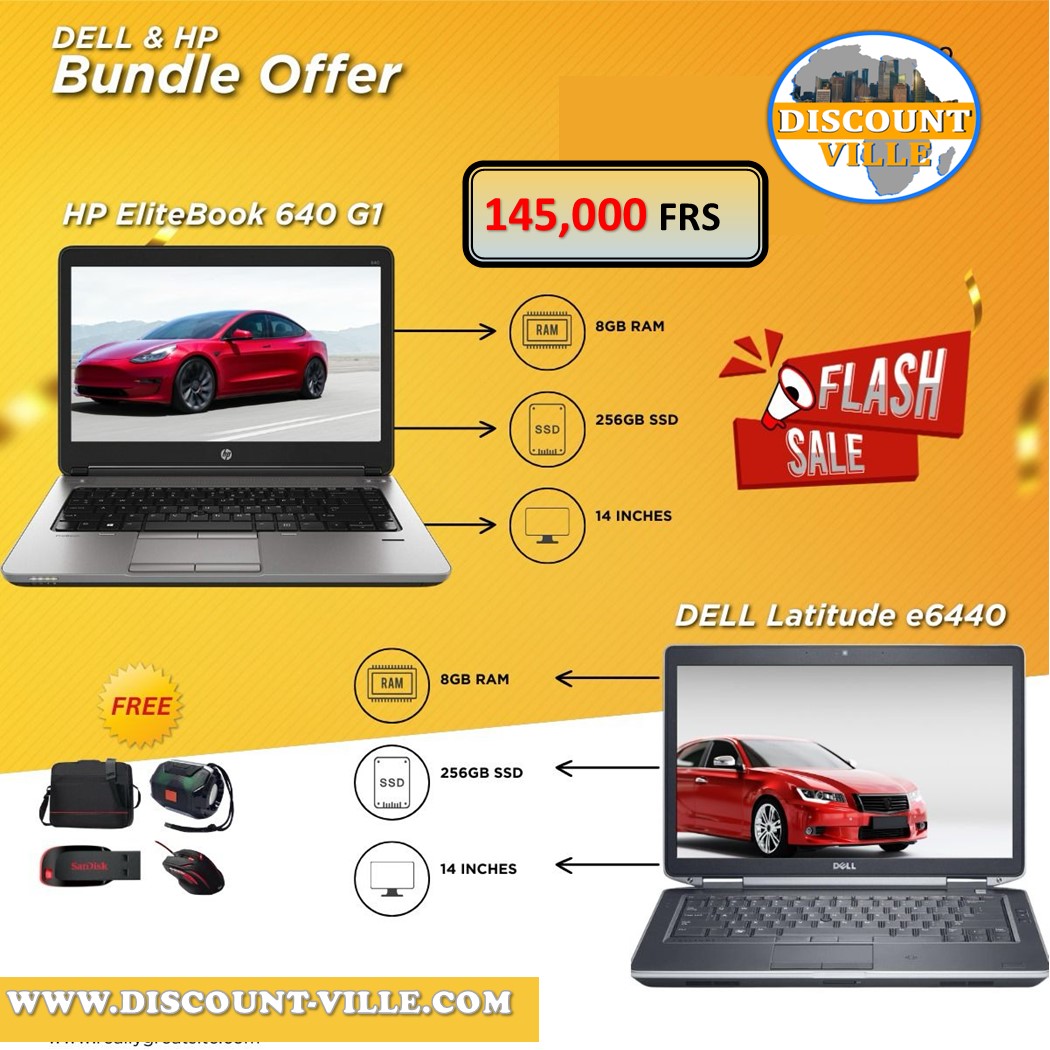 DELL & HP
Bundle Offer
DISCOUNT
VILLE
HP EliteBook 640 G1
145,000 FRS
640
RAM
8GB RAM
SSD
256GB SSD
14 INCHES
hp
FLASH
SALE
DELL Latitude e6440
RAM
8GB RAM
FREE
SSD
256GB SSD
SanDisk
14 INCHES
DELL
WWW.DISCOUNT-VILLE.COM